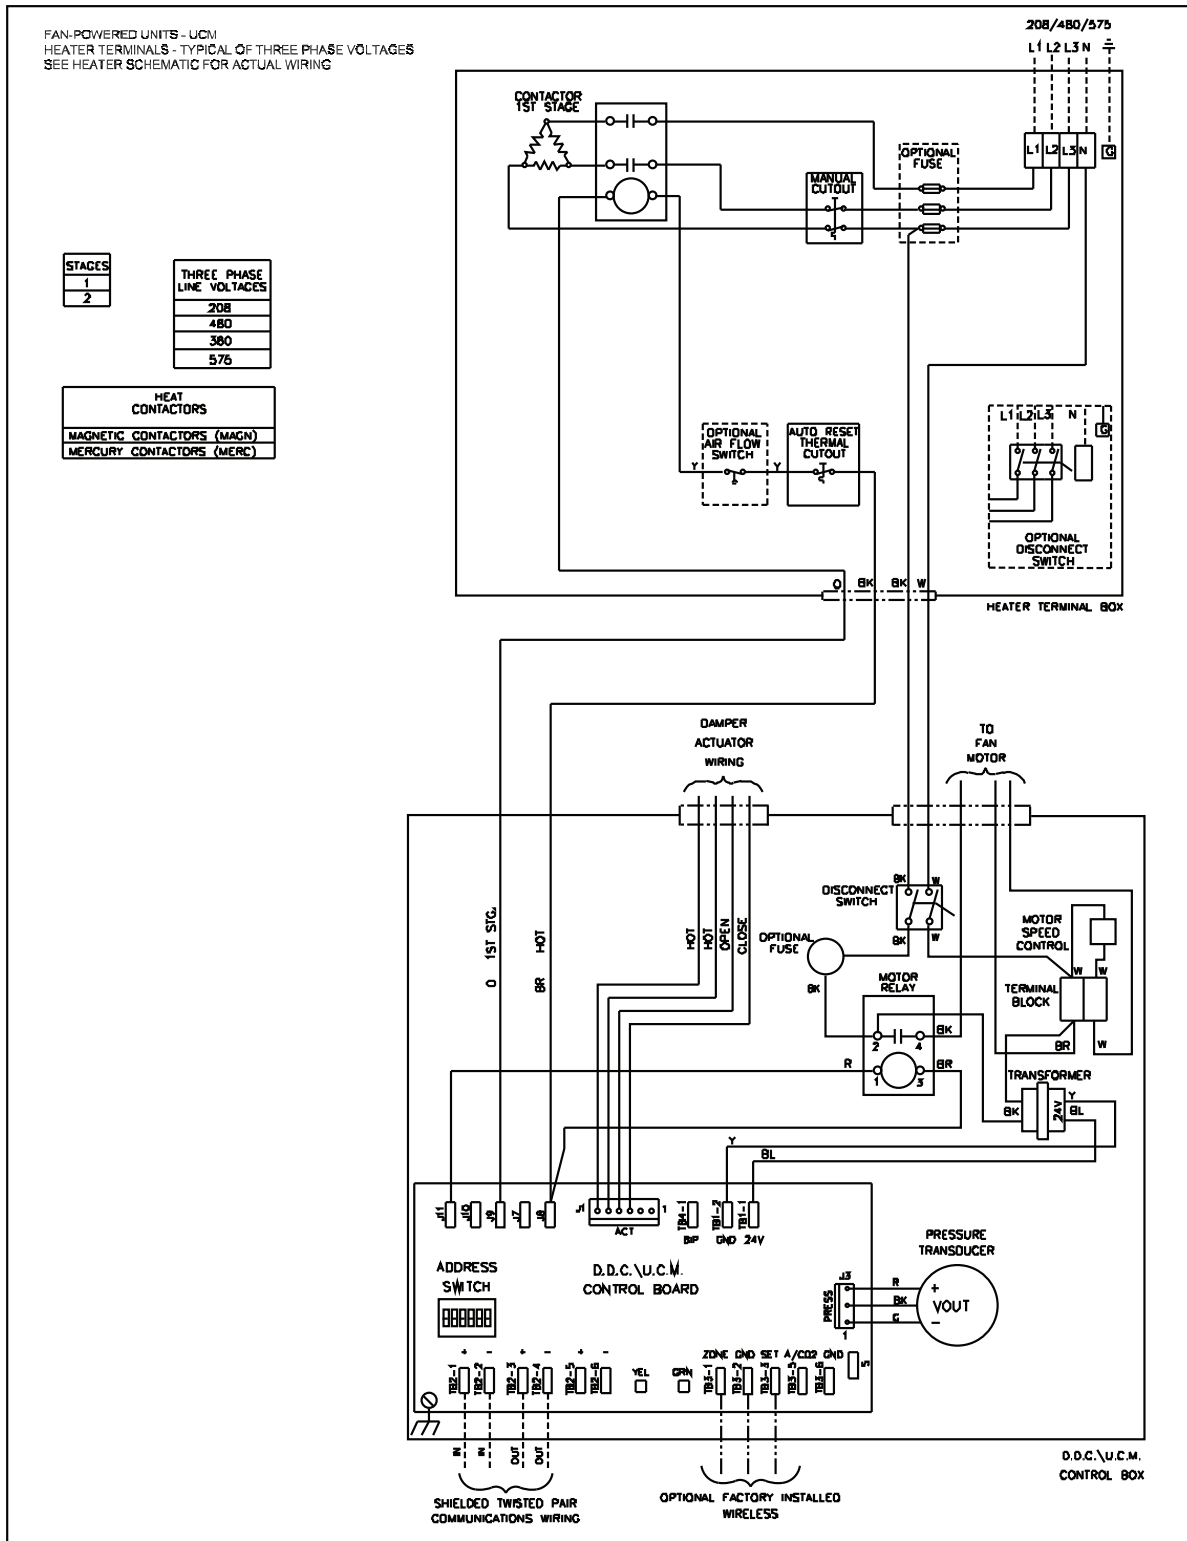 FAN-POWERED UNITS - UCM
HEATER TERMINALS - TYPICAL OF THREE PHASE VOLTAGES
SEE HEATER SCHEMATIC FOR ACTUAL WIRING
208/480/575
L1 L2 L3 N
CONTACTOR
1ST STAGE
L1 L2 L3 N G
OPTIONAL
FUSE
MANUAL
CUTOUT
STAGES
1
2
THREE PHASE
LINE VOLTAGES
208
480
380
575
HEAT
CONTACTORS
MAGNETIC CONTACTORS (MAGN)
MERCURY CONTACTORS (MERC)
OPTIONAL
AIR FLOW
SWITCH
Y
Y
AUTO RESET
THERMAL
CUTOUT
L1 L2 L3 N
G
OPTIONAL
DISCONNECT
SWITCH
O BK BK W
HEATER TERMINAL BOX
DAMPER
ACTUATOR
WIRING
TO
FAN
MOTOR
O 1ST STG.
BR HOT
HOT
HOT
OPEN
CLOSE
BK W
DISCONNECT
SWITCH
BK W
OPTIONAL
FUSE
BK
MOTOR
SPEED
CONTROL
W W
TERMINAL
BLOCK
BR W
MOTOR
RELAY
2 4 BK
R 1 3 BR
TRANSFORMER
BK 24V Y
BL
Y
BL
J11 J10 J9 J7 J8
J1 1
ACT
TB4-1 TB1-2 TB1-1
BIP GND 24V
ADDRESS
SWITCH
D.D.C.\U.C.M.
CONTROL BOARD
PRESSURE
TRANSDUCER
J3
PRESS
1
R
BK
G
+
VOUT
-
+ - + - + -
TB2-1 TB2-2 TB2-3 TB2-4 TB2-5 TB2-6
YEL GRN
ZONE GND SET A/CO2 GND
TB3-1 TB3-2 TB3-3 TB3-5 TB3-6
IN IN OUT OUT
D.D.C.\U.C.M.
CONTROL BOX
SHIELDED TWISTED PAIR
COMMUNICATIONS WIRING
OPTIONAL FACTORY INSTALLED
WIRELESS